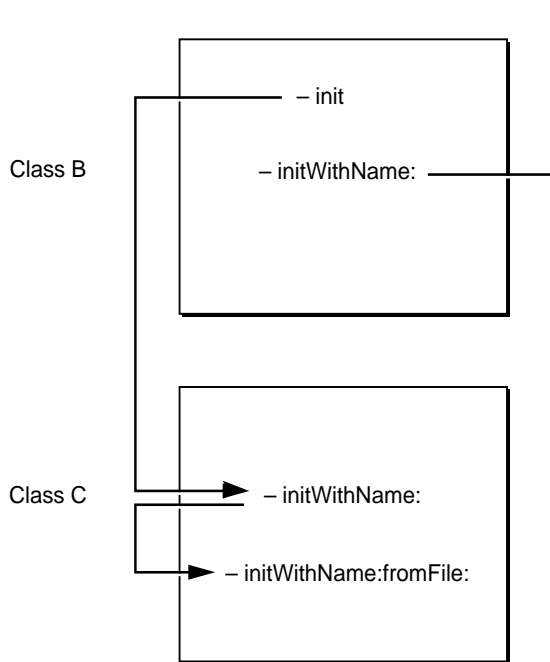 – init
Class B
– initWithName:
Class C
– initWithName:
– initWithName:fromFile: